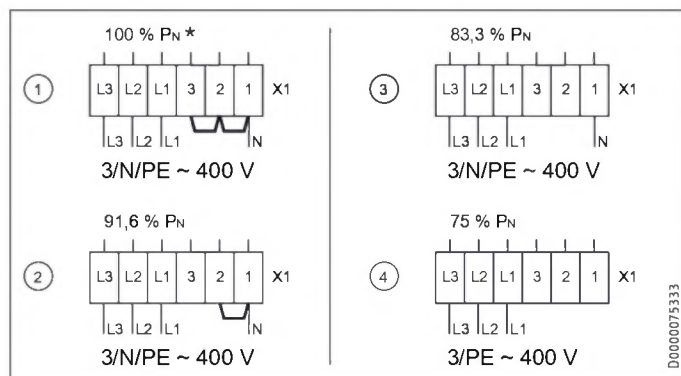 100 % PN *
1
L3 L2 L1 3 2 1 X1
L3 L2 L1 N
3/N/PE ~ 400 V
91,6 % PN
2
L3 L2 L1 3 2 1 X1
L3 L2 L1 N
3/N/PE ~ 400 V
83,3 % PN
3
L3 L2 L1 3 2 1 X1
L3 L2 L1 N
3/N/PE ~ 400 V
75 % PN
4
L3 L2 L1 3 2 1 X1
L3 L2 L1
3/PE ~ 400 V
D0000075333